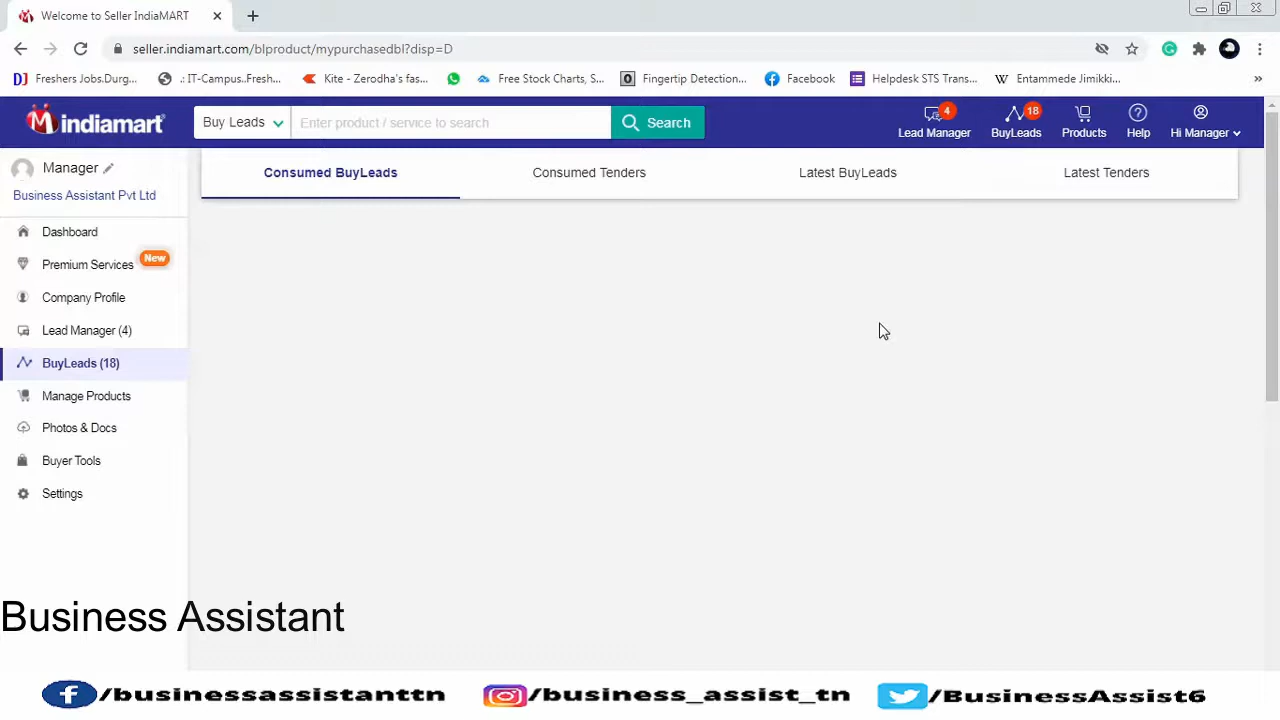 Welcome to Seller IndiaMART
seller.indiamart.com/blproduct/mypurchasedbl?disp=D
DJ Freshers Jobs.Durg... .: IT-Campus..Fresh... Kite - Zerodha's fas... Free Stock Charts, S... Fingertip Detection... Facebook Helpdesk STS Trans... W Entammede Jimikki... »
indiamart Buy Leads Enter product / service to search Search
4 18
Lead Manager BuyLeads Products Help Hi Manager
Manager
Business Assistant Pvt Ltd
Consumed BuyLeads Consumed Tenders Latest BuyLeads Latest Tenders
Dashboard
Premium Services New
Company Profile
Lead Manager (4)
BuyLeads (18)
Manage Products
Photos & Docs
Buyer Tools
Settings
Business Assistant
/businessassistanttn /business_assist_tn /BusinessAssist6